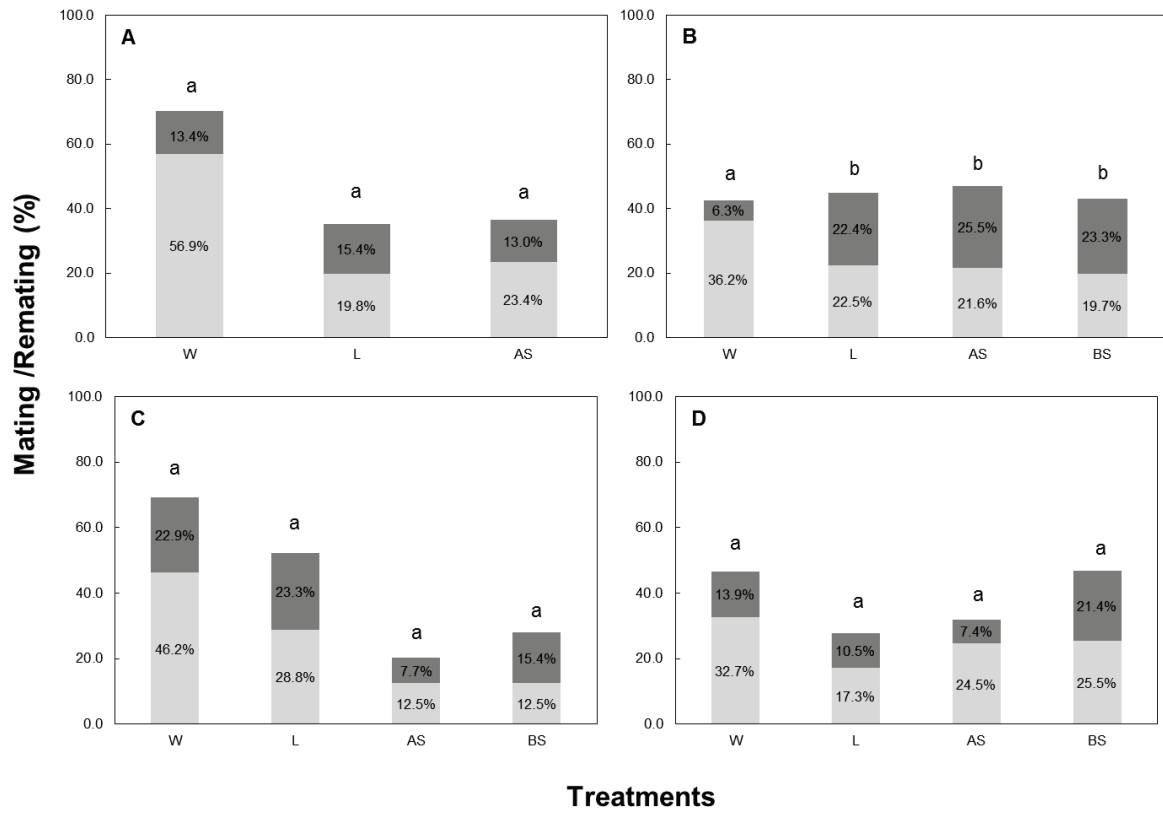 Mating /Remating (%)
A
100.0
80.0
60.0
40.0
20.0
0.0
a
13.4%
56.9%
a
15.4%
19.8%
a
13.0%
23.4%
W L AS
B
100.0
80.0
60.0
40.0
20.0
0.0
a
6.3%
36.2%
b
22.4%
22.5%
b
25.5%
21.6%
b
23.3%
19.7%
W L AS BS
C
100.0
80.0
60.0
40.0
20.0
0.0
a
22.9%
46.2%
a
23.3%
28.8%
a
7.7%
12.5%
a
15.4%
12.5%
W L AS BS
D
100.0
80.0
60.0
40.0
20.0
0.0
a
13.9%
32.7%
a
10.5%
17.3%
a
7.4%
24.5%
a
21.4%
25.5%
W L AS BS
Treatments